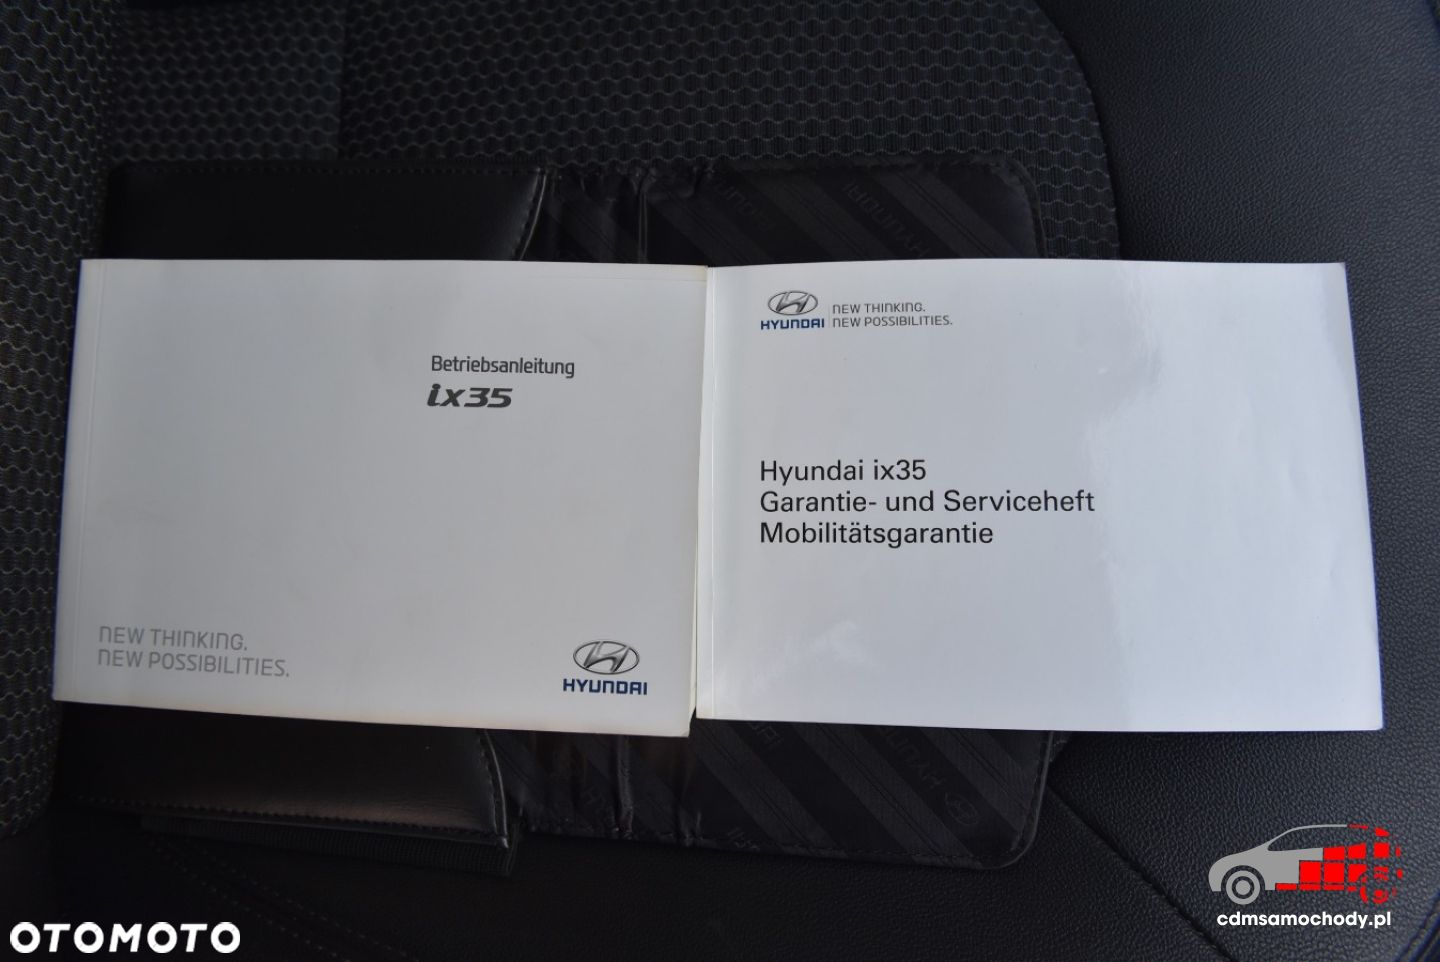 Betriebsanleitung
ix35
NEW THINKING.
NEW POSSIBILITIES.
HYUNDAI
HYUNDAI
NEW THINKING.
NEW POSSIBILITIES.
Hyundai ix35
Garantie- und Serviceheft
Mobilitätsgarantie
HYUNDAI
OTOMOTO
cdmsamochody.pl